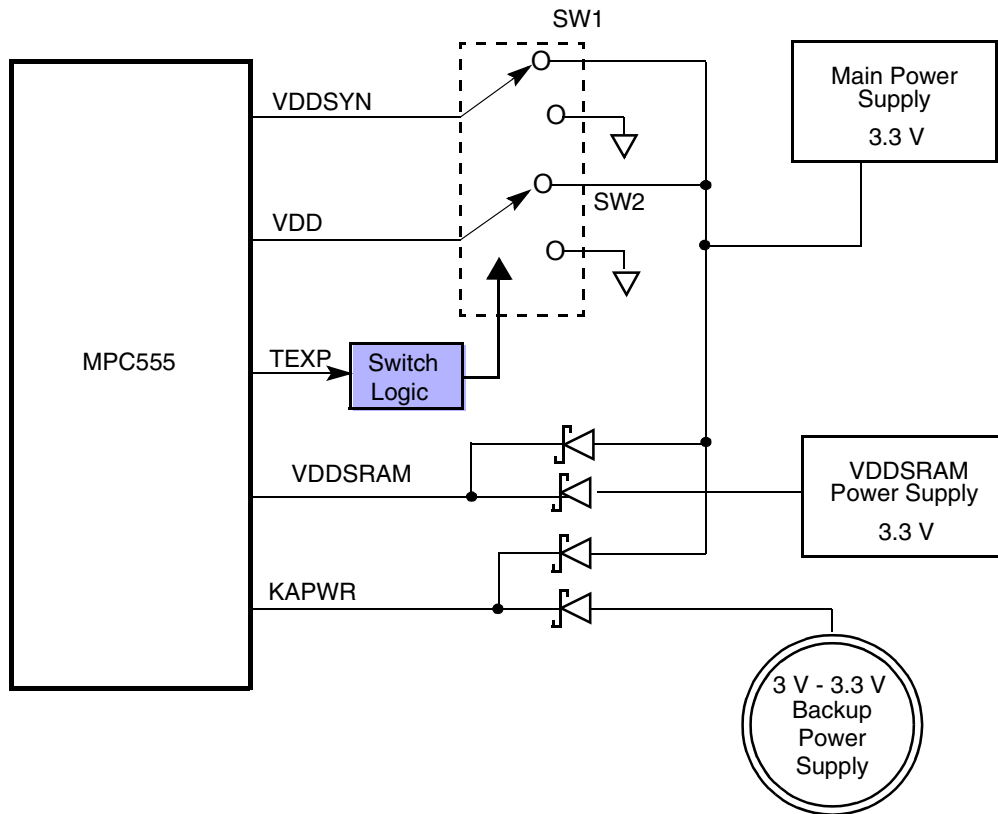 SW1
Main Power
Supply
3.3 V
VDDSYN
SW2
VDD
MPC555
TEXP
Switch
Logic
VDDSRAM
VDDSRAM
Power Supply
3.3 V
KAPWR
3 V - 3.3 V
Backup
Power
Supply